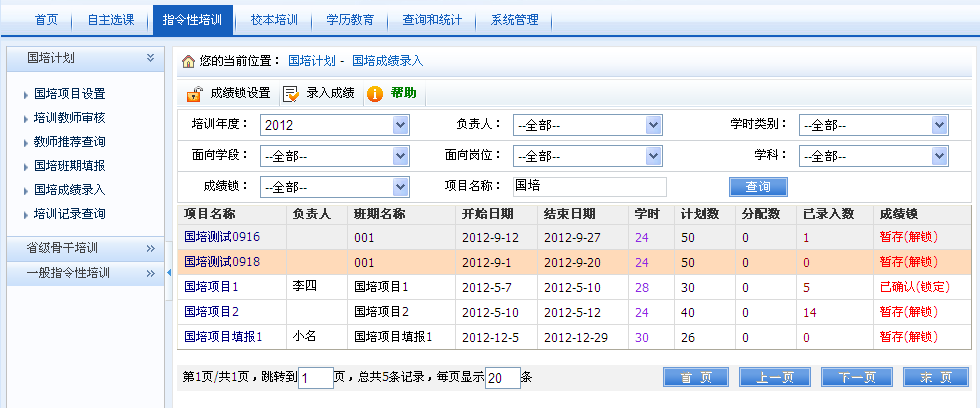 首页 自主选课 指令性培训 校本培训 学历教育 查询和统计 系统管理
国培计划
国培项目设置
培训教师审核
教师推荐查询
国培班期填报
国培成绩录入
培训记录查询
省级骨干培训
一般指令性培训
您的当前位置： 国培计划 - 国培成绩录入
成绩锁设置 录入成绩 帮助
培训年度： 2012 负责人： --全部-- 学时类别： --全部--
面向学段： --全部-- 面向岗位： --全部-- 学科： --全部--
成绩锁： --全部-- 项目名称： 国培 查询
项目名称 负责人 班期名称 开始日期 结束日期 学时 计划数 分配数 已录入数 成绩锁
国培测试0916 001 2012-9-12 2012-9-27 24 50 0 1 暂存(解锁)
国培测试0918 001 2012-9-1 2012-9-20 24 50 0 0 暂存(解锁)
国培项目1 李四 国培项目1 2012-5-7 2012-5-10 28 30 0 5 已确认(锁定)
国培项目2 国培项目2 2012-5-10 2012-5-12 24 40 0 14 暂存(解锁)
国培项目填报1 小名 国培项目填报1 2012-12-5 2012-12-29 30 26 0 0 暂存(解锁)
第1页/共1页，跳转到 1 页，总共5条记录，每页显示 20 条 首 页 上一页 下一页 末 页